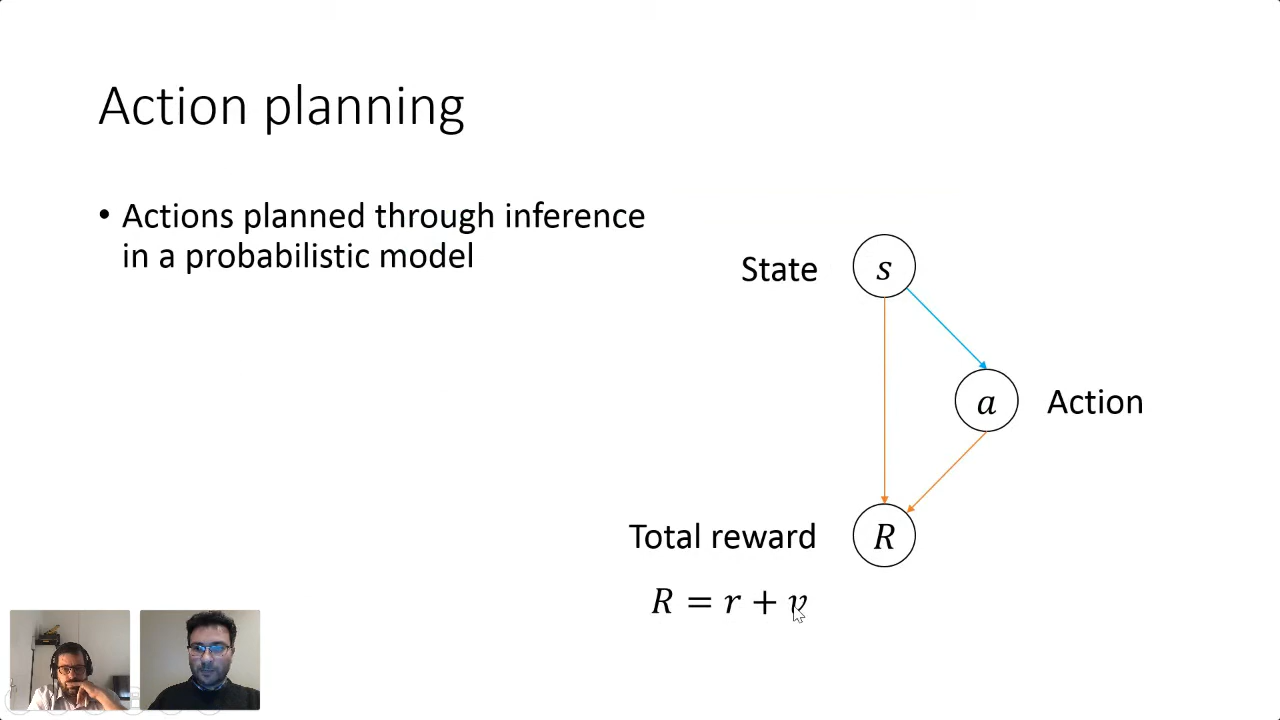 Action planning
• Actions planned through inference
in a probabilistic model
State
s
a
Action
Total reward
R
R = r + v